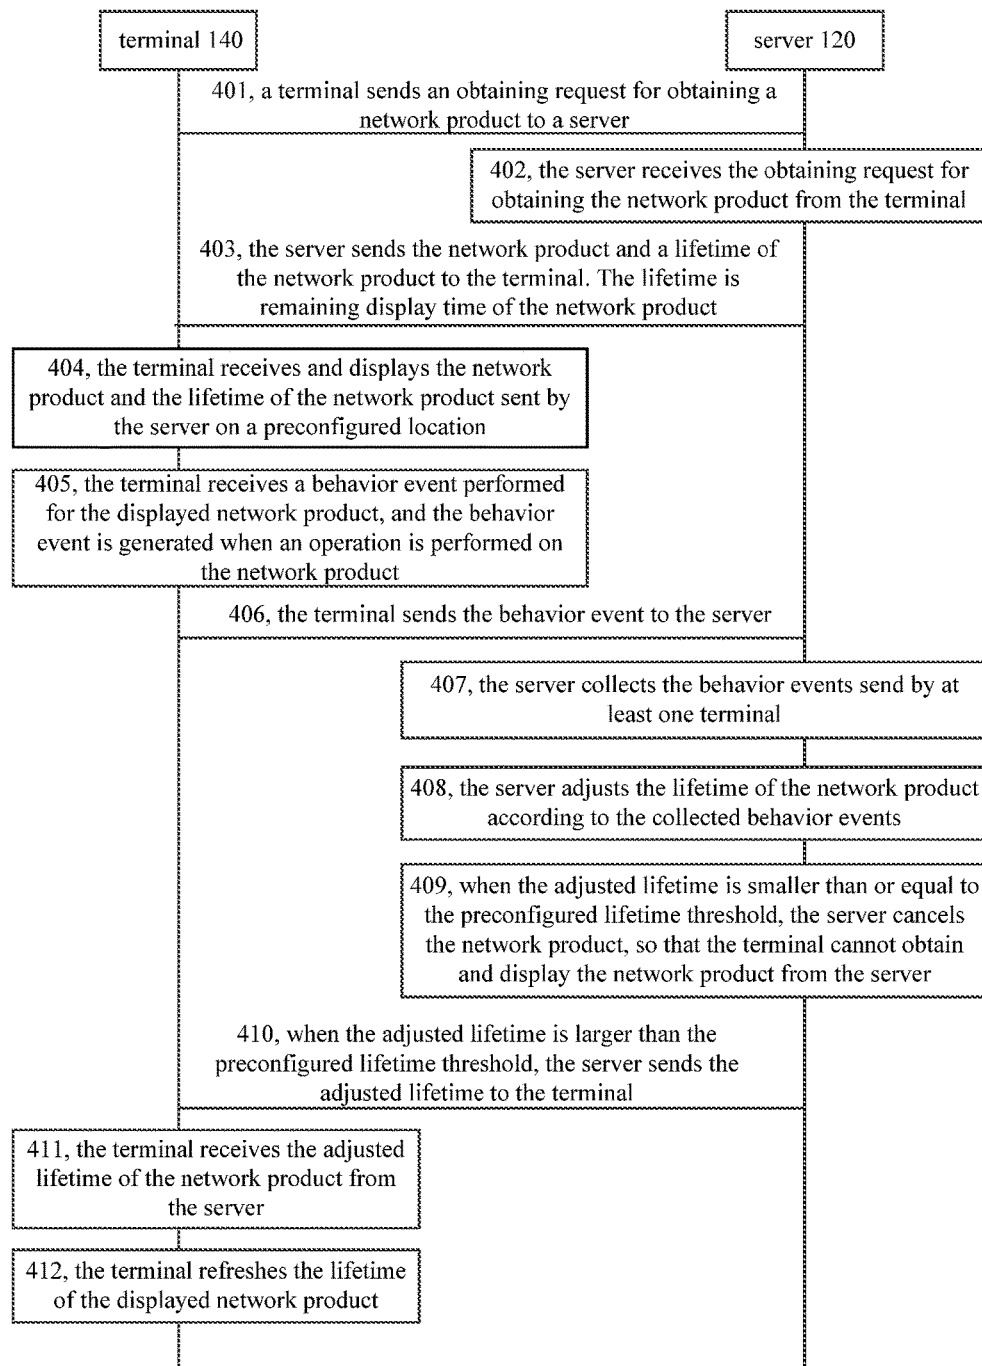 terminal 140
server 120
401, a terminal sends an obtaining request for obtaining a
network product to a server
402, the server receives the obtaining request for
obtaining the network product from the terminal
403, the server sends the network product and a lifetime of
the network product to the terminal. The lifetime is
remaining display time of the network product
404, the terminal receives and displays the network
product and the lifetime of the network product sent by
the server on a preconfigured location
405, the terminal receives a behavior event performed
for the displayed network product, and the behavior
event is generated when an operation is performed on
the network product
406, the terminal sends the behavior event to the server
407, the server collects the behavior events send by at
least one terminal
408, the server adjusts the lifetime of the network product
according to the collected behavior events
409, when the adjusted lifetime is smaller than or equal to
the preconfigured lifetime threshold, the server cancels
the network product, so that the terminal cannot obtain
and display the network product from the server
410, when the adjusted lifetime is larger than the
preconfigured lifetime threshold, the server sends the
adjusted lifetime to the terminal
411, the terminal receives the adjusted
lifetime of the network product from
the server
412, the terminal refreshes the lifetime
of the displayed network product